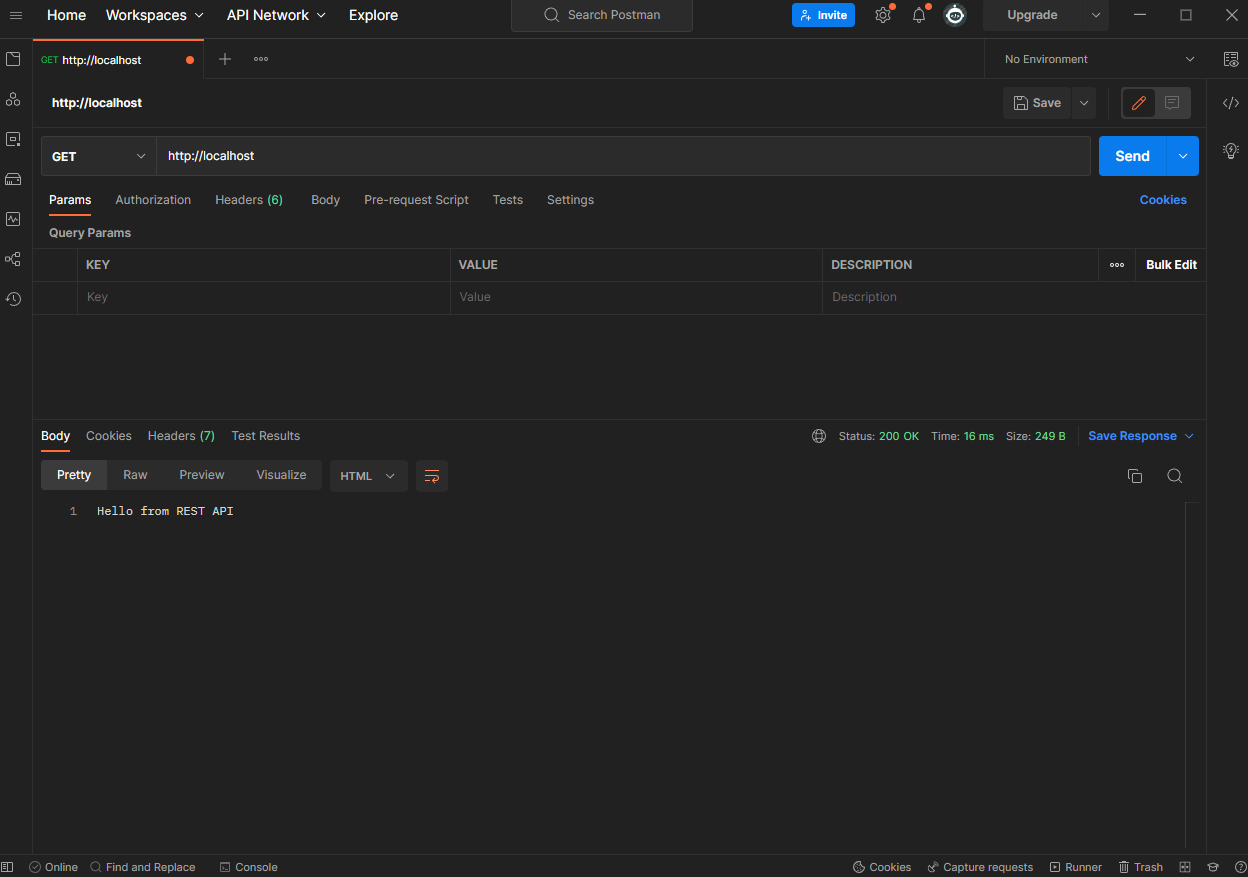 Home Workspaces API Network Explore Search Postman Invite Upgrade
GET http://localhost No Environment
http://localhost Save
GET http://localhost Send
Params Authorization Headers (6) Body Pre-request Script Tests Settings Cookies
Query Params
KEY VALUE DESCRIPTION Bulk Edit
Key Value Description
Body Cookies Headers (7) Test Results Status: 200 OK Time: 16 ms Size: 249 B Save Response
Pretty Raw Preview Visualize HTML
1 Hello from REST API
Online Find and Replace Console Cookies Capture requests Runner Trash